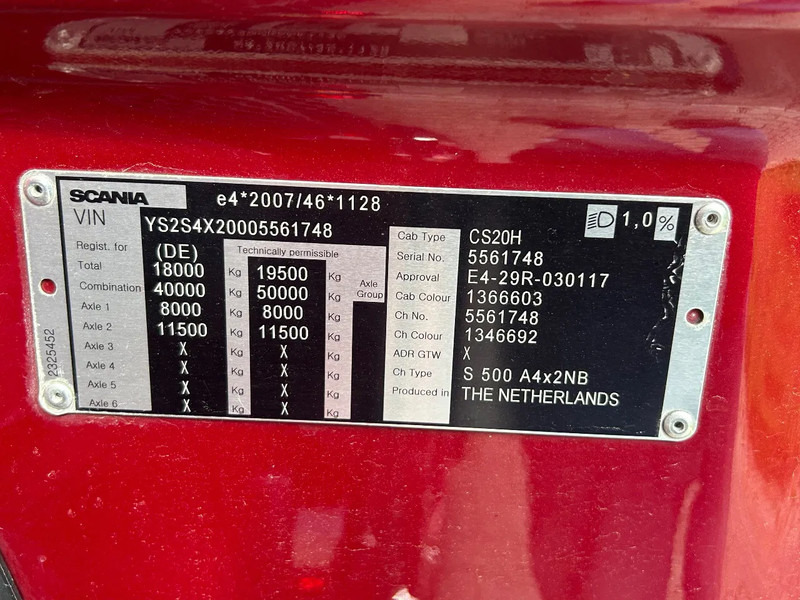 SCANIA e4*2007/46*1128
VIN YS2S4X20005561748
Regist. for (DE) Technically permissible
Total 18000 Kg 19500 Kg
Combination 40000 Kg 50000 Kg Axle Group
Axle 1 8000 Kg 8000 Kg
Axle 2 11500 Kg 11500 Kg
Axle 3 X Kg X Kg
Axle 4 X Kg X Kg
Axle 5 X Kg X Kg
Axle 6 X Kg X Kg
1,0 %
Cab Type CS20H
Serial No. 5561748
Approval E4-29R-030117
Cab Colour 1366603
Ch No. 5561748
Ch Colour 1346692
ADR GTW X
Ch Type S 500 A4x2NB
Produced in THE NETHERLANDS
2325452